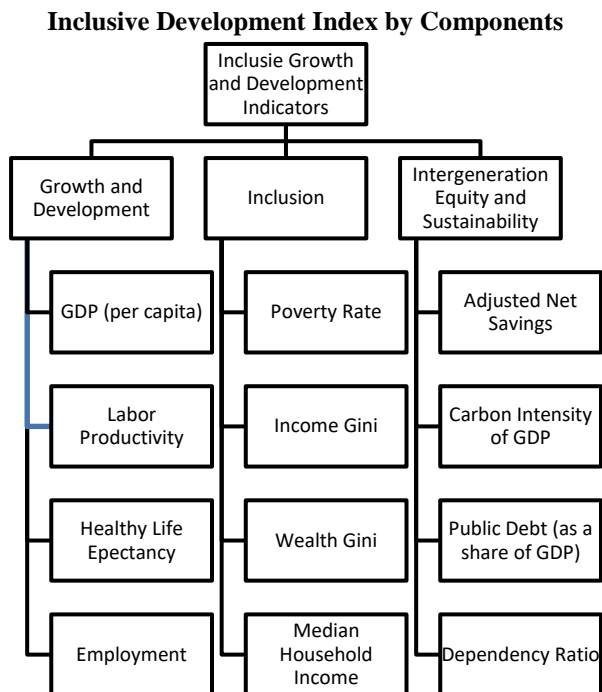 Inclusive Development Index by Components
Inclusie Growth
and Development
Indicators
Growth and
Development
Inclusion
Intergeneration
Equity and
Sustainability
GDP (per capita)
Poverty Rate
Adjusted Net
Savings
Labor
Productivity
Income Gini
Carbon Intensity
of GDP
Healthy Life
Epectancy
Wealth Gini
Public Debt (as a
share of GDP)
Employment
Median
Household
Income
Dependency Ratio